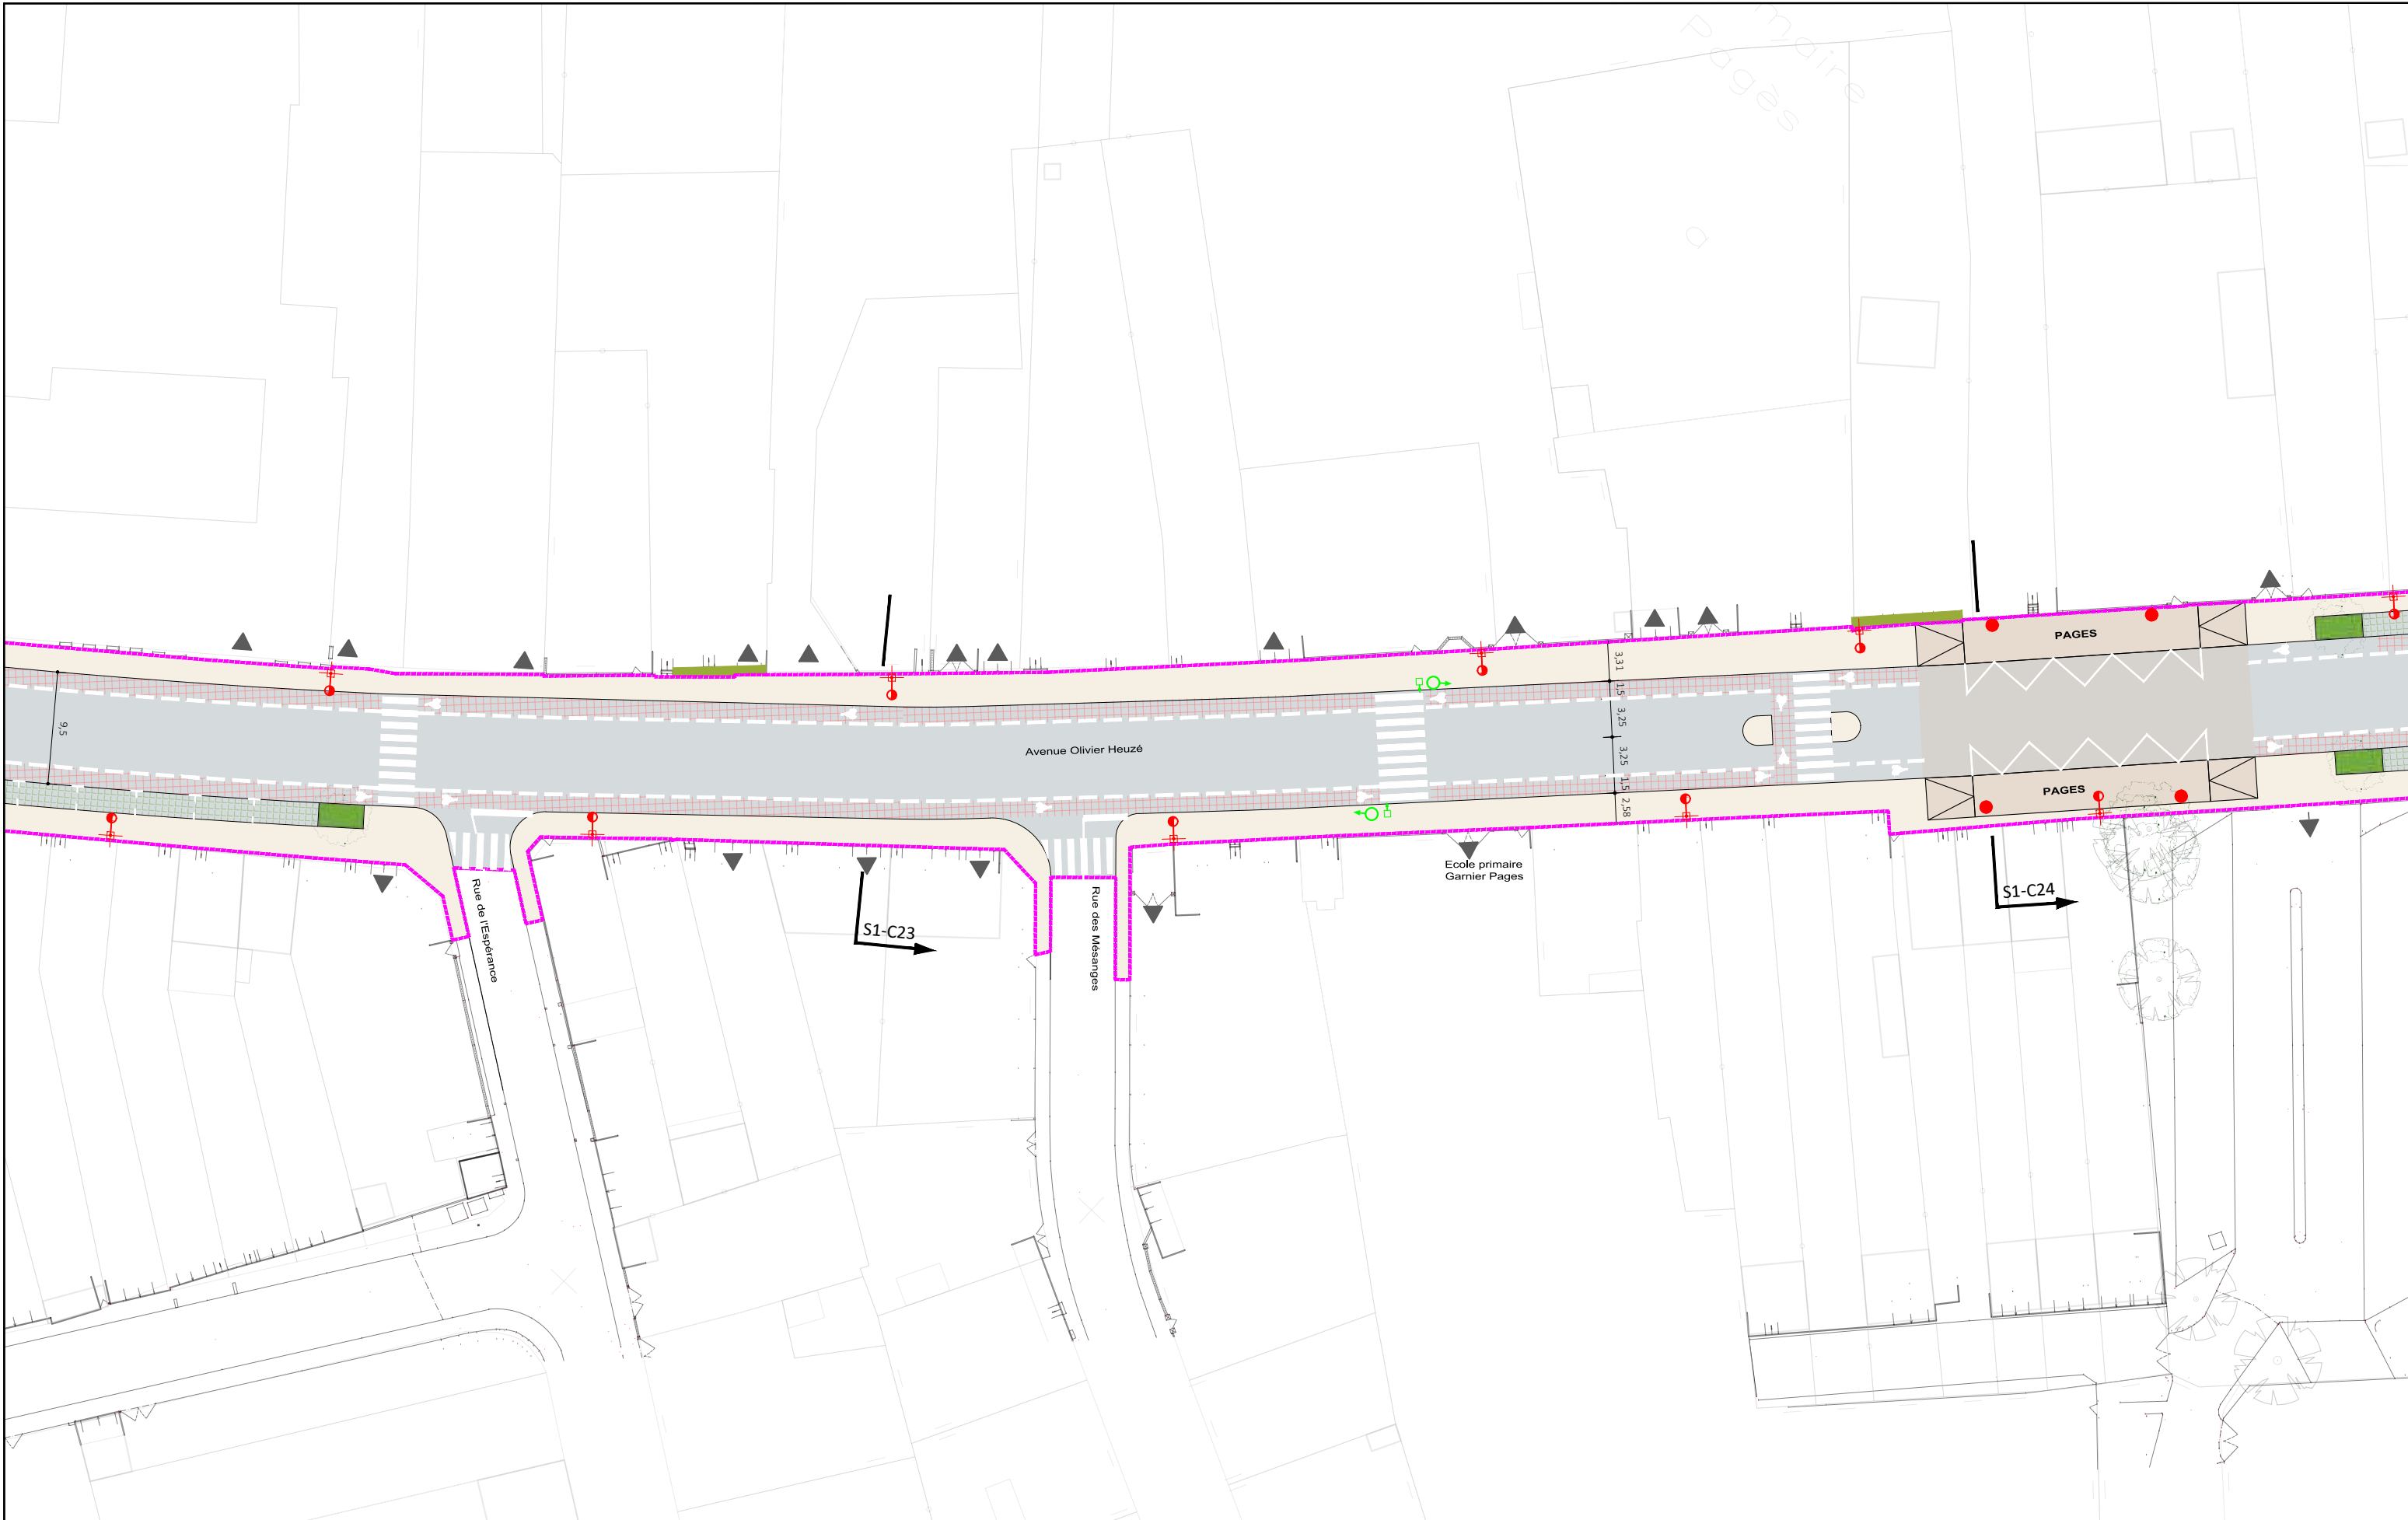 PAGES
3,31
1,5
3,25
9,5
Avenue Olivier Heuzé
3,25
1,5
2,58
PAGES
Ecole primaire
Garnier Pages
Rue de l'Espérance
Rue des Mésanges
S1-C23
S1-C24